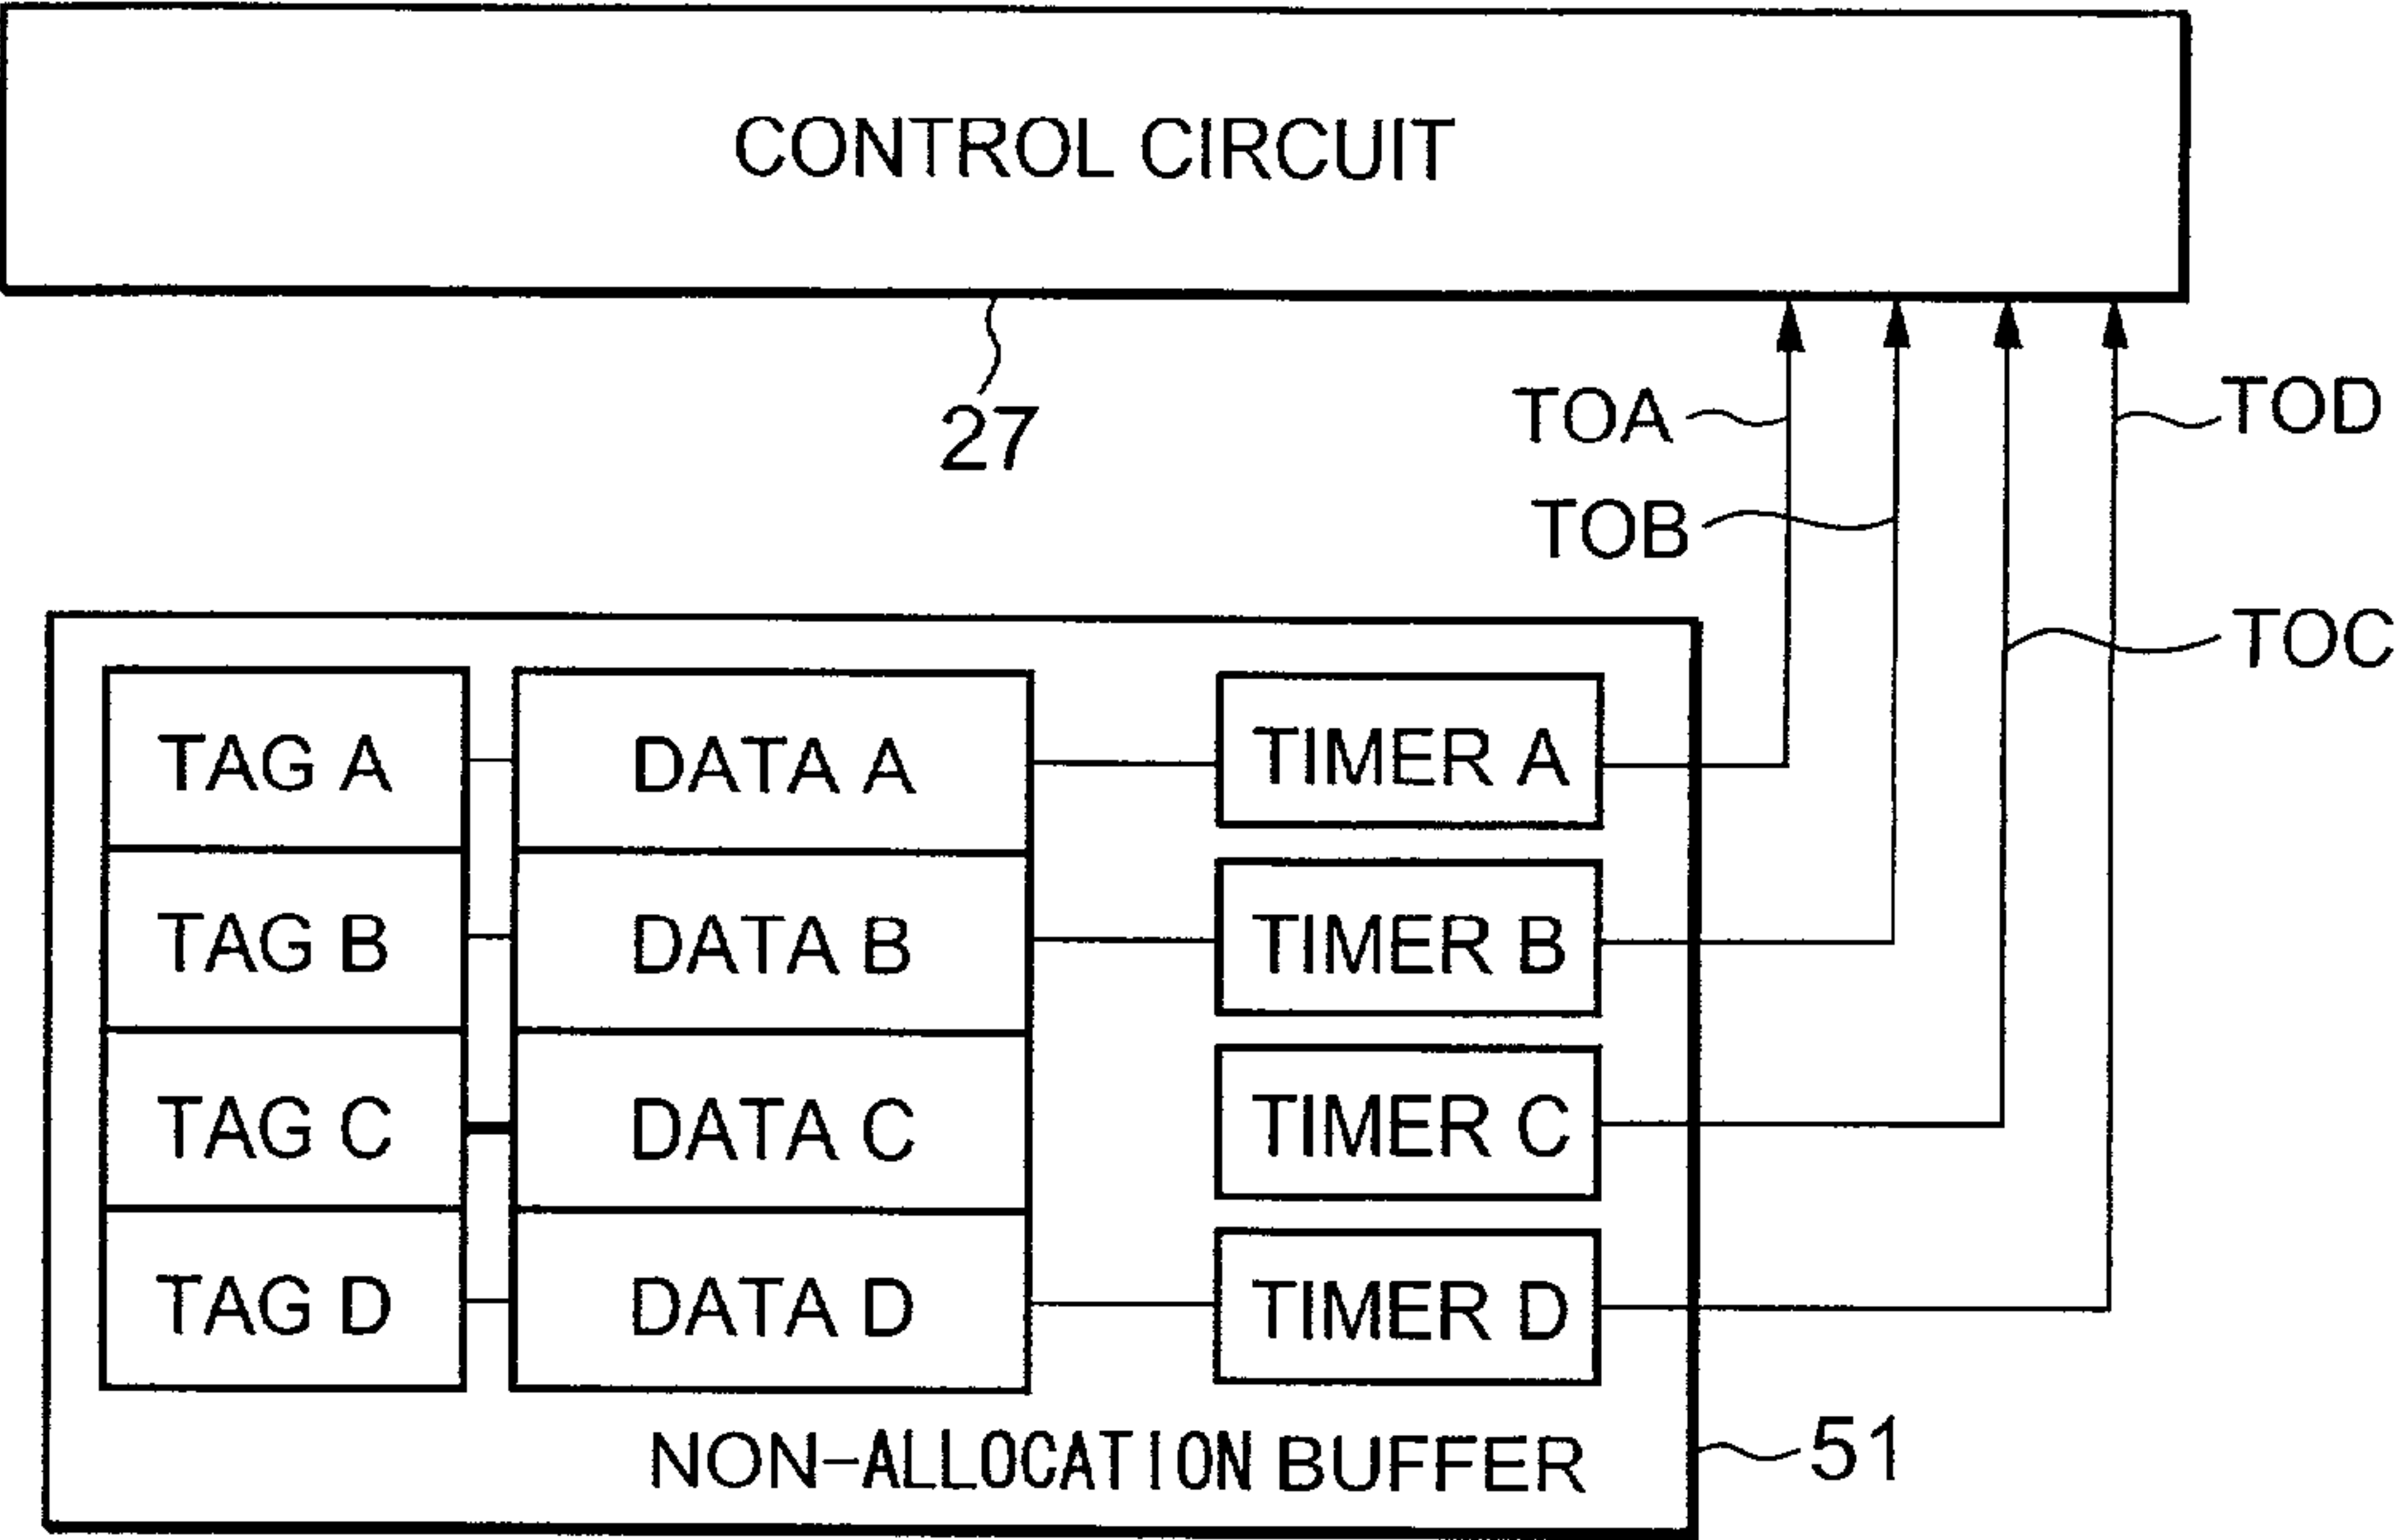 CONTROL CIRCUIT
27
TOA
TOD
TOB
TOC
TAG A DATA A TIMER A
TAG B DATA B TIMER B
TAG C DATA C TIMER C
TAG D DATA D TIMER D
NON-ALLOCATION BUFFER
51